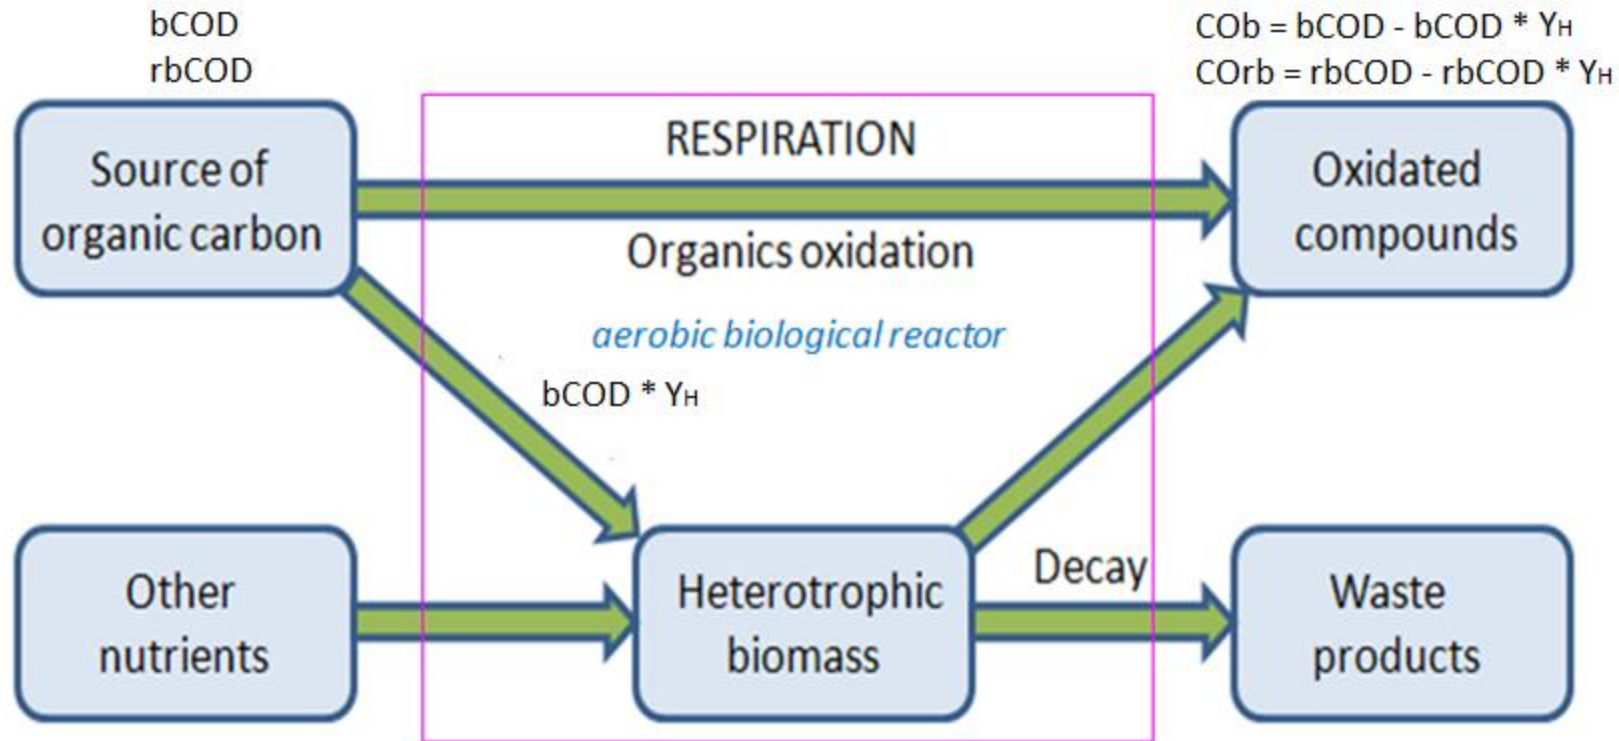 bCOD
rbCOD
COb = bCOD - bCOD * YH
COrb = rbCOD - rbCOD * YH
Source of
organic carbon
RESPIRATION
Organics oxidation
Oxidated
compounds
aerobic biological reactor
bCOD * YH
Other
nutrients
Heterotrophic
biomass
Decay
Waste
products